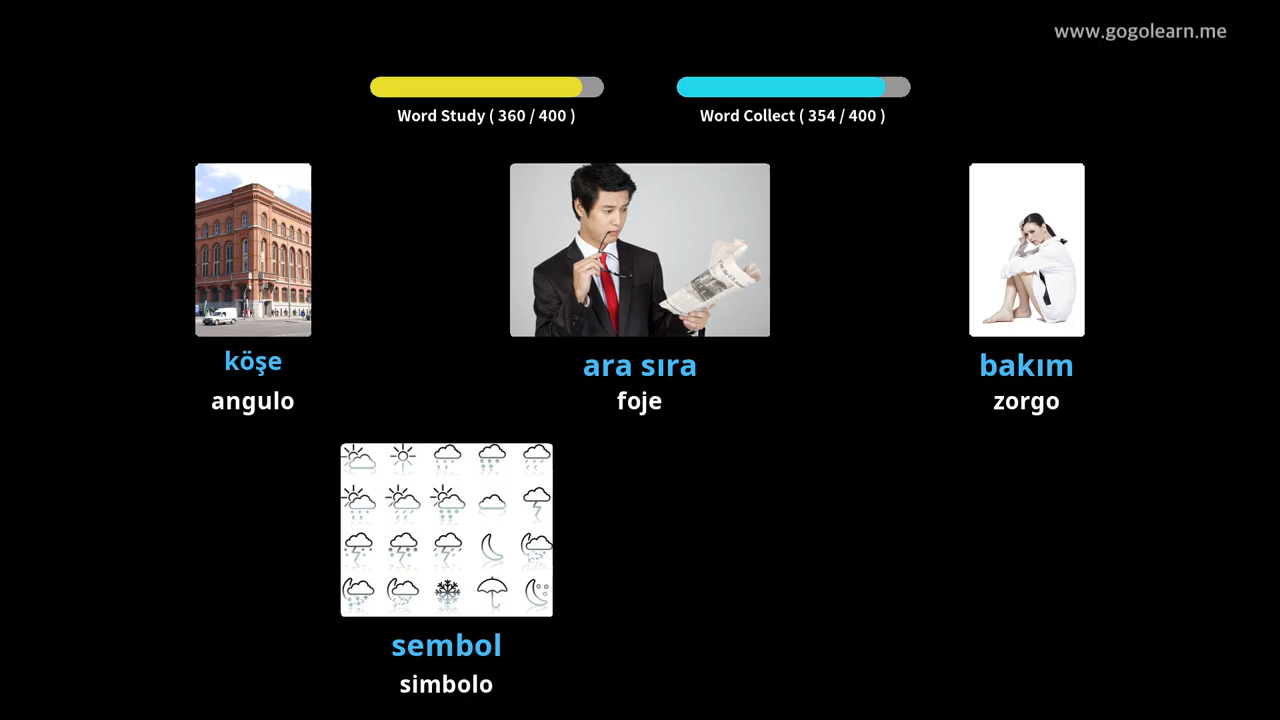 www.gogolearn.me
Word Study ( 360 / 400 )
Word Collect ( 354 / 400 )
köşe
angulo
ara sıra
foje
bakım
zorgo
sembol
simbolo